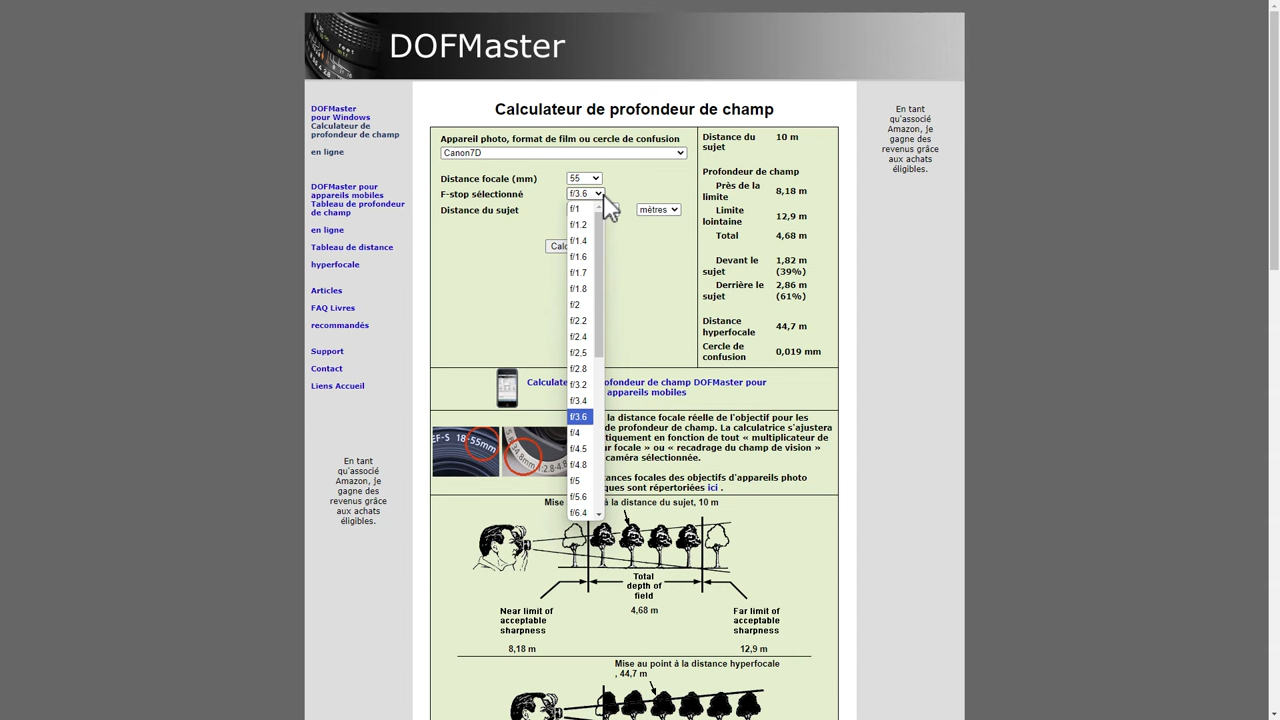 DOFMaster
DOFMaster
pour Windows
Calculateur de
profondeur de champ
en ligne
DOFMaster pour
appareils mobiles
Tableau de profondeur
de champ
en ligne
Tableau de distance
hyperfocale
Articles
FAQ Livres
recommandés
Support
Contact
Liens Accueil
En tant
qu'associé
Amazon, je
gagne des
revenus grâce
aux achats
éligibles.
Calculateur de profondeur de champ
Appareil photo, format de film ou cercle de confusion
Canon7D
Distance focale (mm) 55
F-stop sélectionné f/3.6
Distance du sujet mètres
Calc
f/1
f/1.2
f/1.4
f/1.6
f/1.7
f/1.8
f/2
f/2.2
f/2.4
f/2.5
f/2.8
f/3.2
f/3.4
f/3.6
f/4
f/4.5
f/4.8
f/5
f/5.6
f/6.4
Distance du
sujet 10 m
Profondeur de champ
Près de la
limite 8,18 m
Limite
lointaine 12,9 m
Total 4,68 m
Devant le
sujet 1,82 m
(39%)
Derrière le
sujet 2,86 m
(61%)
Distance
hyperfocale 44,7 m
Cercle de
confusion 0,019 mm
Calculate ofondeur de champ DOFMaster pour
appareils mobiles
EF-S 18-55mm
la distance focale réelle de l'objectif pour les
de profondeur de champ. La calculatrice s'ajustera
tiquement en fonction de tout « multiplicateur de
ur focale » ou « recadrage du champ de vision »
caméra sélectionnée.
tances focales des objectifs d'appareils photo
ques sont répertoriées ici .
Mise à la distance du sujet, 10 m
Total
depth of
field
4,68 m
Near limit of
acceptable
sharpness
8,18 m
Far limit of
acceptable
sharpness
12,9 m
Mise au point à la distance hyperfocale
, 44,7 m
En tant
qu'associé
Amazon, je
gagne des
revenus grâce
aux achats
éligibles.